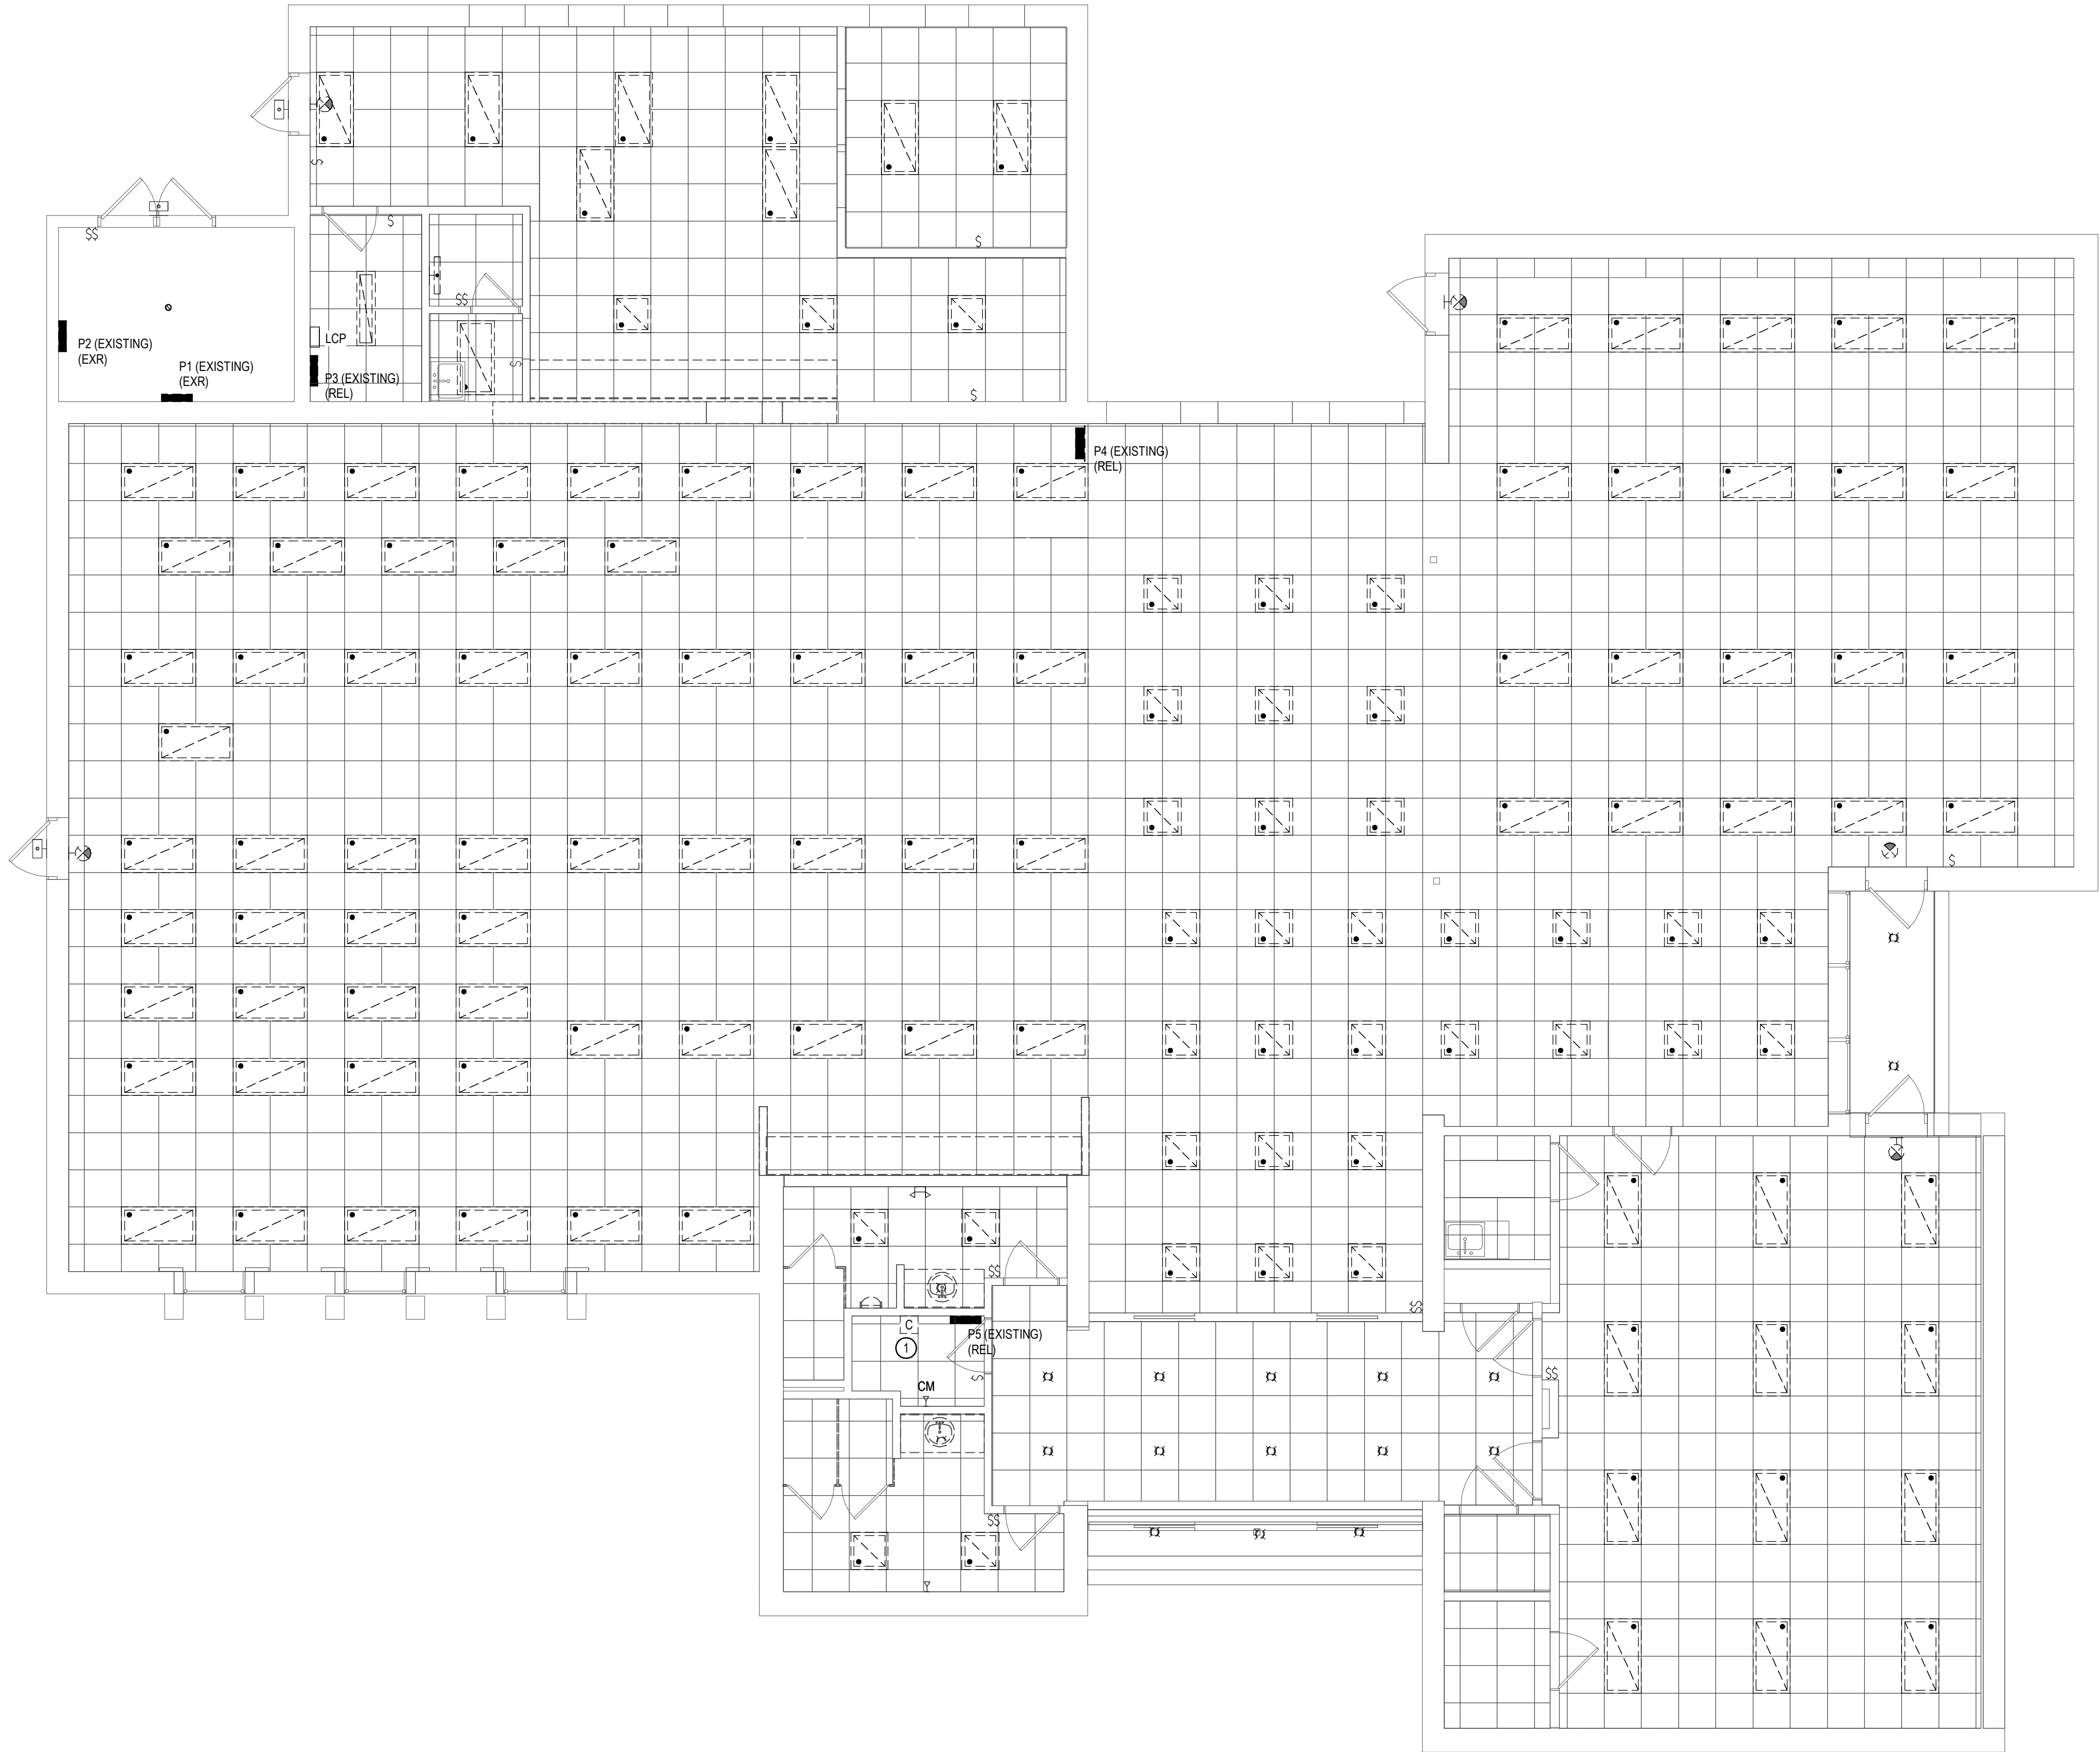 $
$$
$
$
$$
LCP
P2 (EXISTING)
(EXR)
P1 (EXISTING)
(EXR)
P3 (EXISTING)
(REL)
$
$
P4 (EXISTING)
(REL)
$
$$
$$
C
P5 (EXISTING)
(REL)
1
$
$$
CM
$$